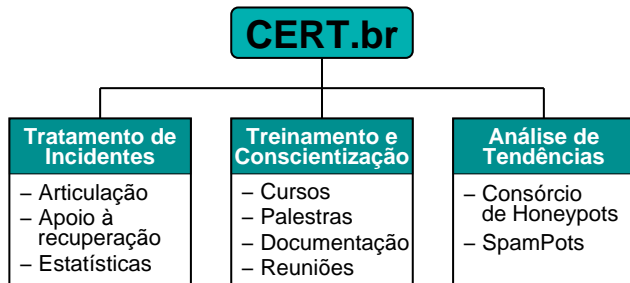 CERT.br
Tratamento de
Incidentes
– Articulação
– Apoio à
recuperação
– Estatísticas
Treinamento e
Conscientização
– Cursos
– Palestras
– Documentação
– Reuniões
Análise de
Tendências
– Consórcio
de Honeypots
– SpamPots